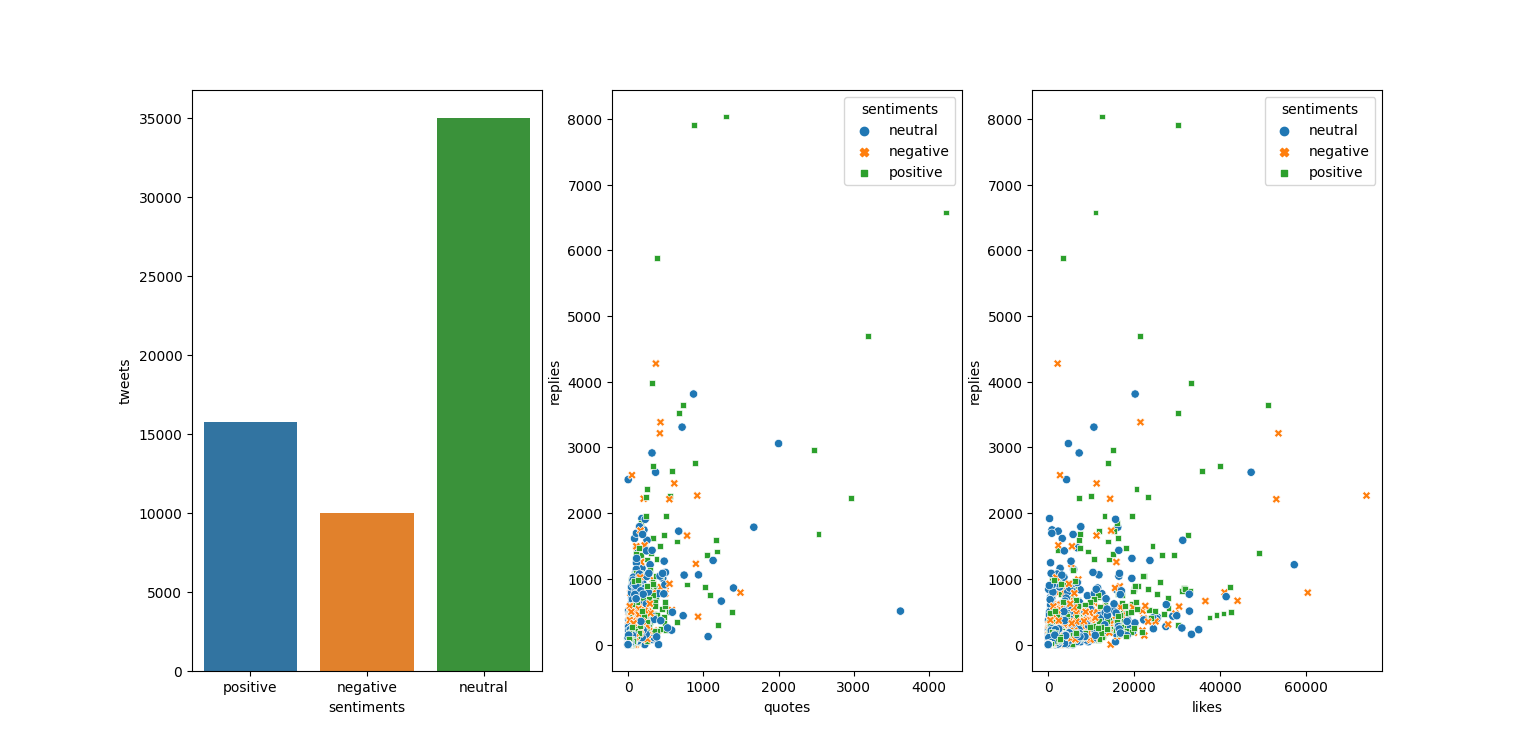 35000
30000
25000
20000
15000
10000
5000
0
tweets
positive negative neutral
sentiments
8000
7000
6000
5000
4000
3000
2000
1000
0
replies
0 1000 2000 3000 4000
quotes
sentiments
neutral
negative
positive
8000
7000
6000
5000
4000
3000
2000
1000
0
replies
0 20000 40000 60000
likes
sentiments
neutral
negative
positive